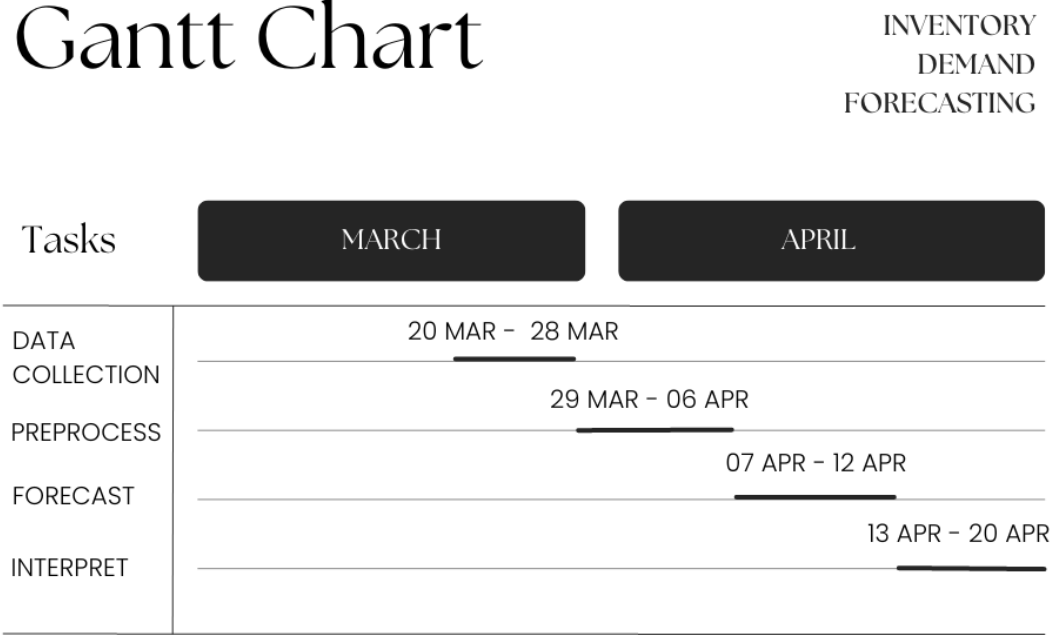 Gantt Chart
INVENTORY
DEMAND
FORECASTING
Tasks
MARCH
APRIL
DATA
COLLECTION
20 MAR - 28 MAR
PREPROCESS
29 MAR - 06 APR
FORECAST
07 APR - 12 APR
INTERPRET
13 APR - 20 APR